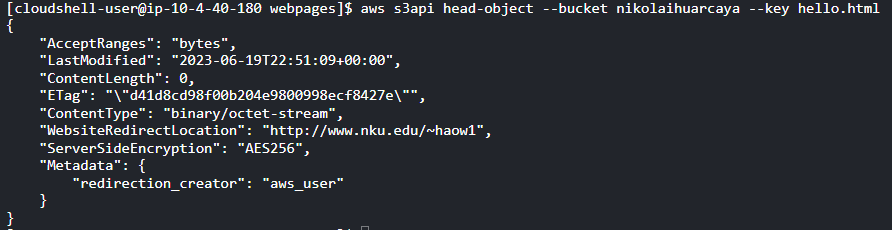 [cloudshell-user@ip-10-4-40-180 webpages]$ aws s3api head-object --bucket nikolaihuarcaya --key hello.html
{
    "AcceptRanges": "bytes",
    "LastModified": "2023-06-19T22:51:09+00:00",
    "ContentLength": 0,
    "ETag": "\"d41d8cd98f00b204e9800998ecf8427e\"",
    "ContentType": "binary/octet-stream",
    "WebsiteRedirectLocation": "http://www.nku.edu/~haow1",
    "ServerSideEncryption": "AES256",
    "Metadata": {
        "redirection_creator": "aws_user"
    }
}